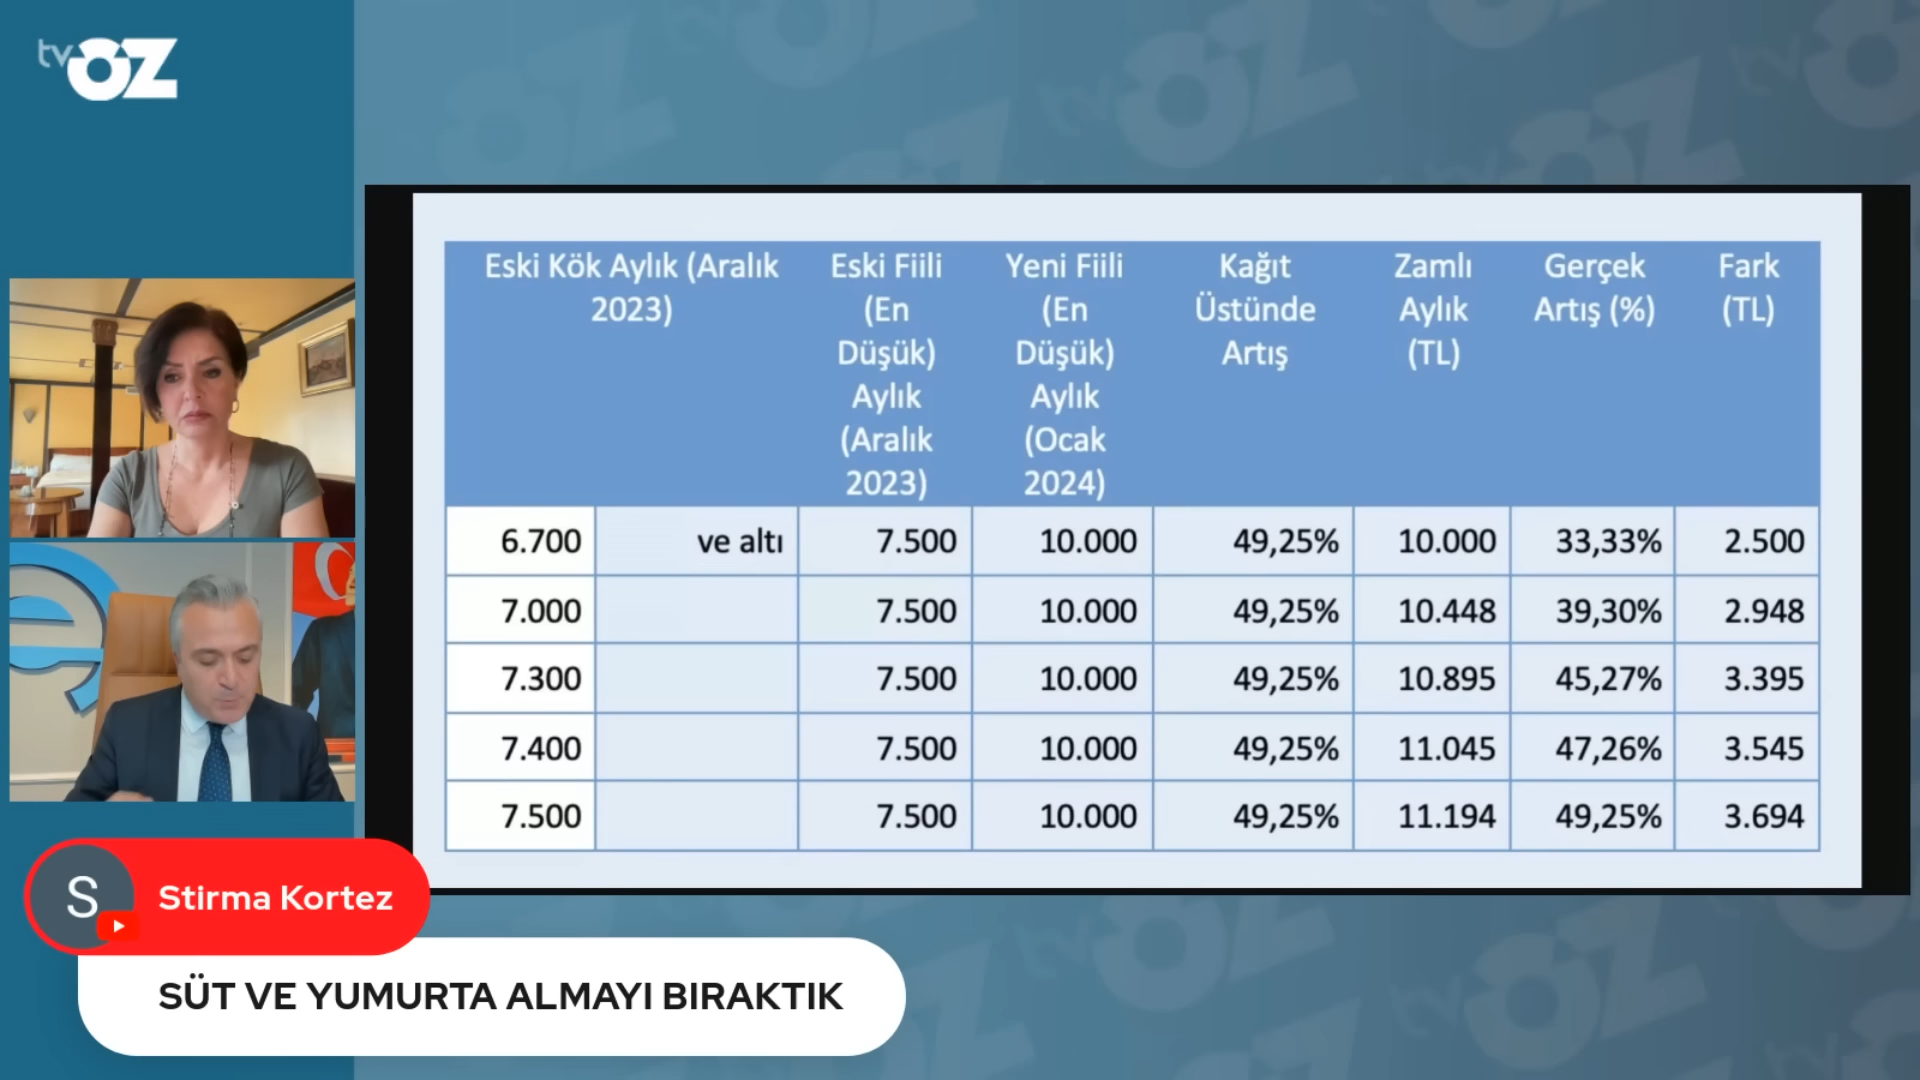 tv ÖZ
Eski Kök Aylık (Aralık
2023)
Eski Fiili
(En
Düşük)
Aylık
(Aralık
2023)
Yeni Fiili
(En
Düşük)
Aylık
(Ocak
2024)
Kağıt
Üstünde
Artış
Zamlı
Aylık
(TL)
Gerçek
Artış (%)
Fark
(TL)
6.700 ve altı 7.500 10.000 49,25% 10.000 33,33% 2.500
7.000 7.500 10.000 49,25% 10.448 39,30% 2.948
7.300 7.500 10.000 49,25% 10.895 45,27% 3.395
7.400 7.500 10.000 49,25% 11.045 47,26% 3.545
7.500 7.500 10.000 49,25% 11.194 49,25% 3.694
S
Stirma Kortez
SÜT VE YUMURTA ALMAYI BIRAKTIK